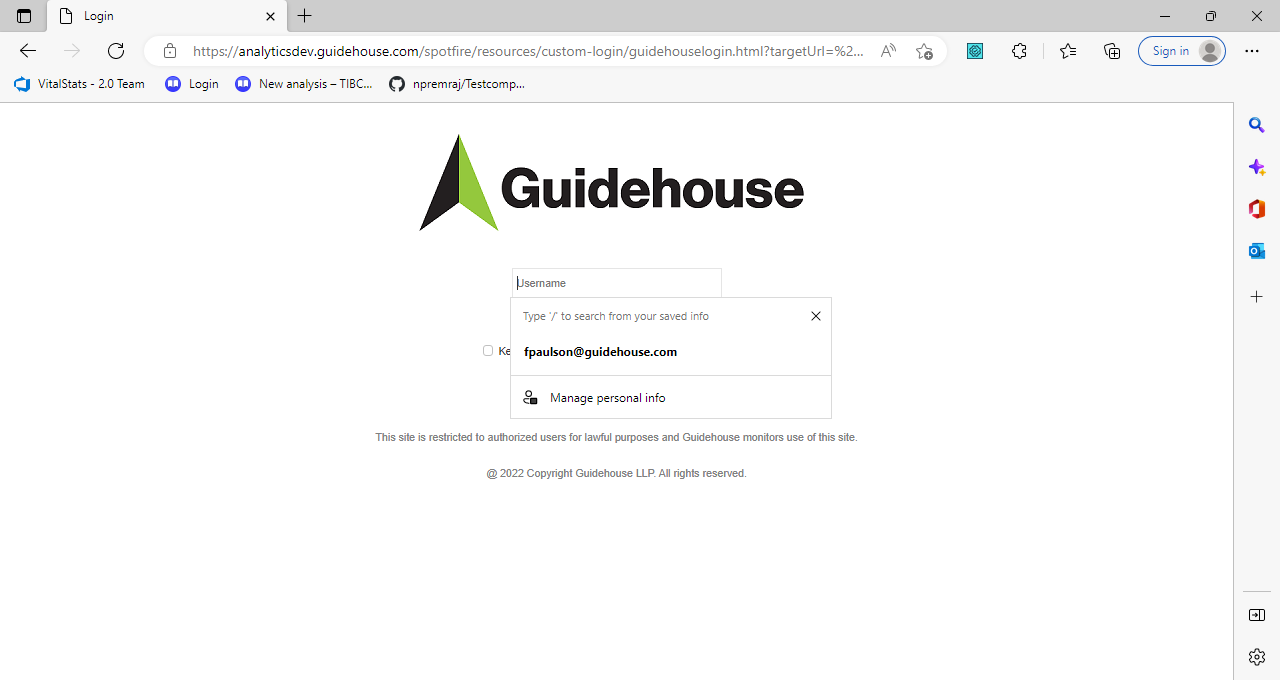 Login
https://analyticsdev.guidehouse.com/spotfire/resources/custom-login/guidehouselogin.html?targetUrl=%2...
Sign in
VitalStats - 2.0 Team
Login
New analysis – TIBC...
npremraj/Testcomp...
Guidehouse
Username
Type '/' to search from your saved info
fpaulson@guidehouse.com
Ke
Manage personal info
This site is restricted to authorized users for lawful purposes and Guidehouse monitors use of this site.
@ 2022 Copyright Guidehouse LLP. All rights reserved.